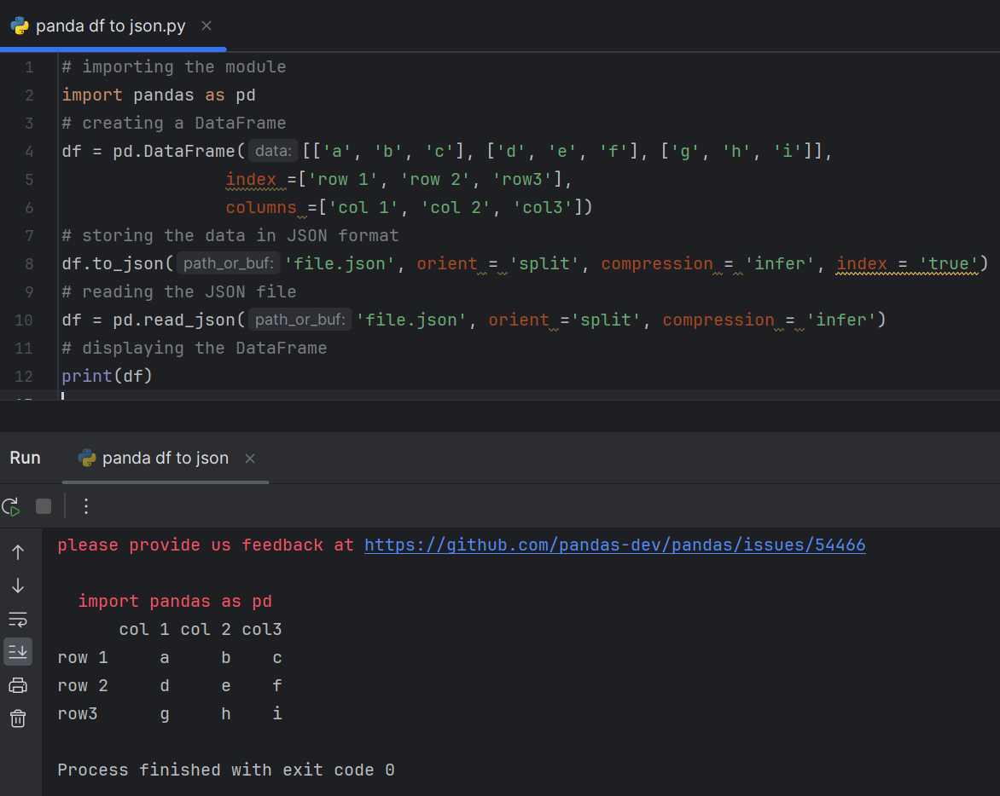 panda df to json.py
1 # importing the module
2 import pandas as pd
3 # creating a DataFrame
4 df = pd.DataFrame( data: [['a', 'b', 'c'], ['d', 'e', 'f'], ['g', 'h', 'i']],
5 index =['row 1', 'row 2', 'row3'],
6 columns =['col 1', 'col 2', 'col3'])
7 # storing the data in JSON format
8 df.to_json( path_or_buf: 'file.json', orient = 'split', compression = 'infer', index = 'true')
9 # reading the JSON file
10 df = pd.read_json( path_or_buf: 'file.json', orient ='split', compression = 'infer')
11 # displaying the DataFrame
12 print(df)
Run panda df to json
please provide us feedback at https://github.com/pandas-dev/pandas/issues/54466
import pandas as pd
col 1 col 2 col3
row 1 a b c
row 2 d e f
row3 g h i
Process finished with exit code 0